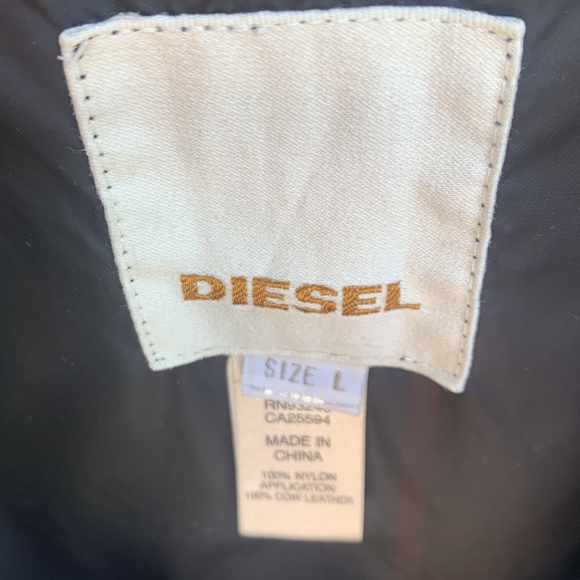 DIESEL
SIZE L
CA25594
MADE IN
CHINA
100% NYLON
APPLICATION:
100% COW LEATHER